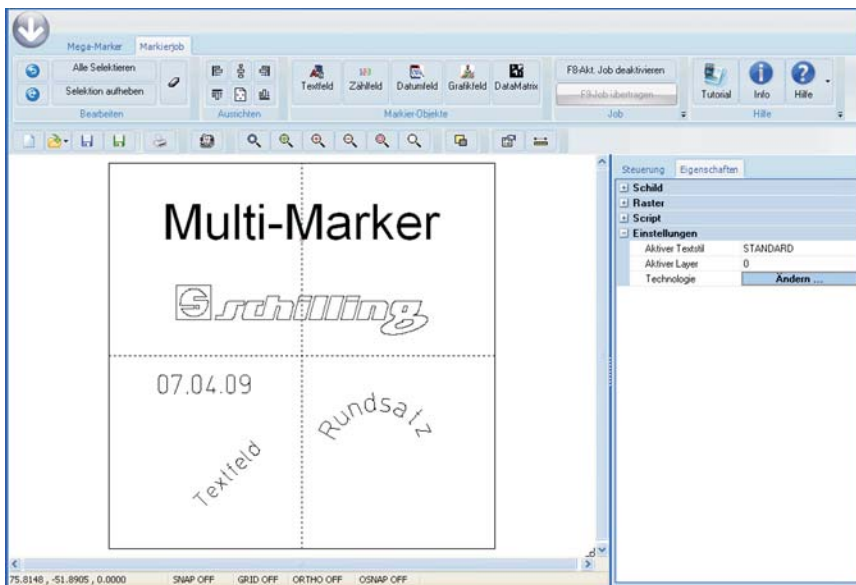 Mega-Marker Markierjob
Alle Selektieren
Selektion aufheben
Bearbeiten
Ausrichten
Textfeld Zählfeld Datumsfeld Grafikfeld DataMatrix
Markier-Objekte
F8-Akt. Job deaktivieren
F9-Job übertragen
Job
Tutorial Info Hilfe
Hilfe
Steuerung Eigenschaften
Schild
Raster
Script
Einstellungen
Aktiver Textstil STANDARD
Aktiver Layer 0
Technologie Ändern ...
Multi-Marker
S schilling
07.04.09
Rundsatz
Textfeld
75.8148 , -51.8905 , 0.0000 SNAP OFF GRID OFF ORTHO OFF OSNAP OFF